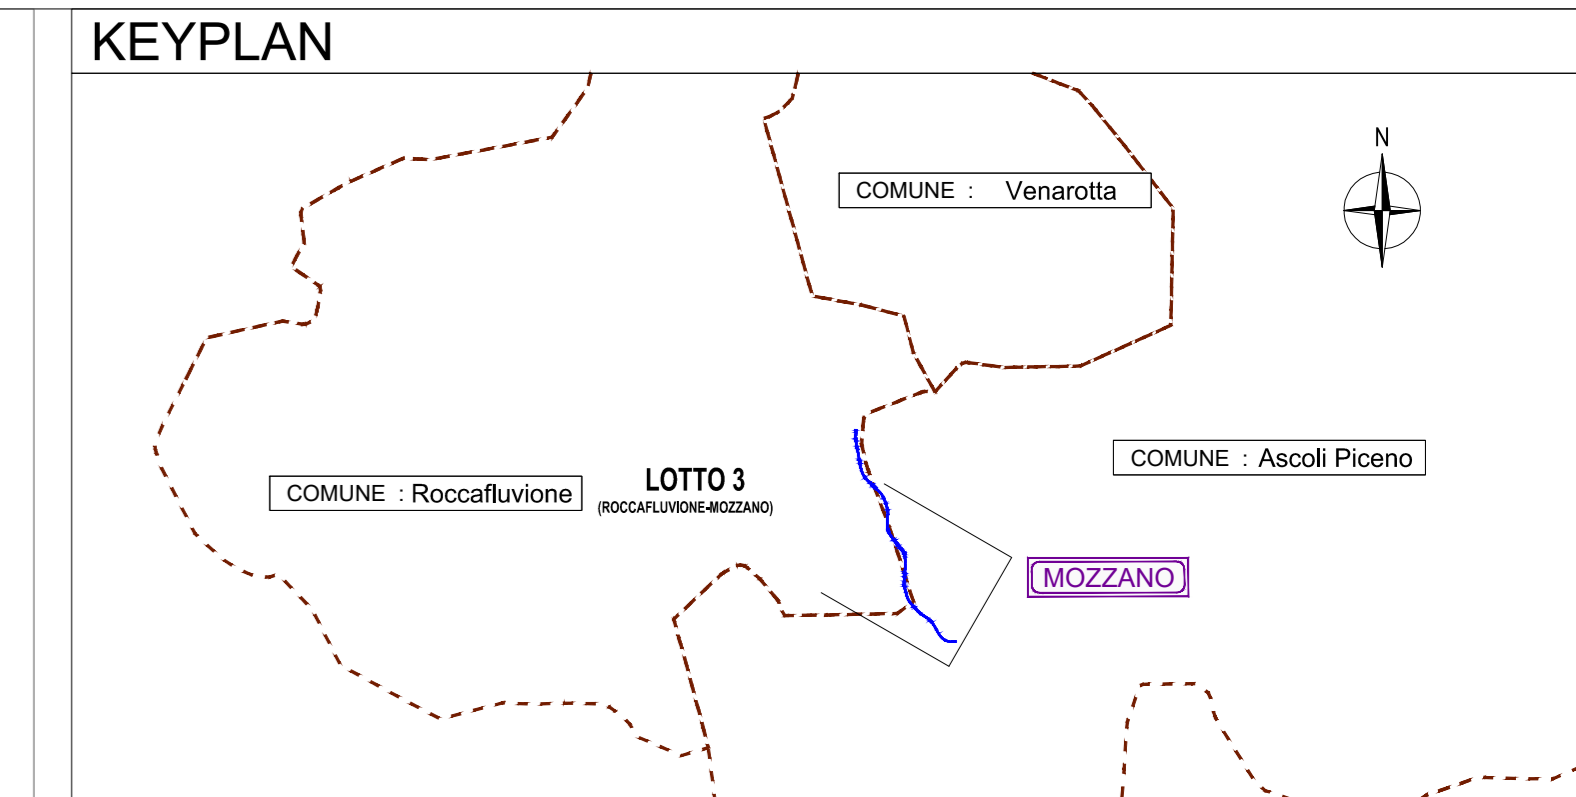 KEYPLAN
N
COMUNE : Venarotta
COMUNE : Ascoli Piceno
LOTTO 3
COMUNE : Roccafluvione
(ROCCAFLUVIONE-MOZZANO)
MOZZANO